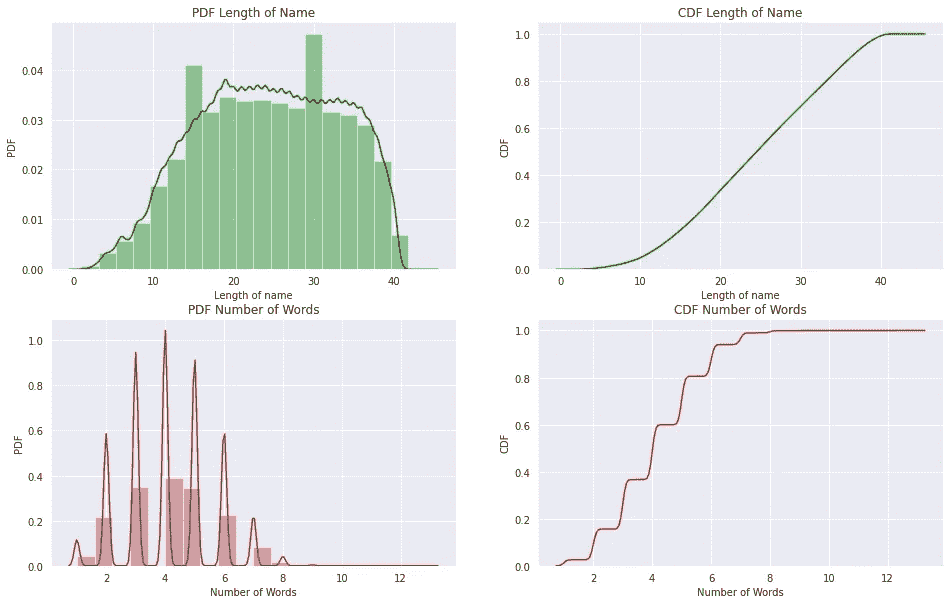 PDF Length of Name
PDF
0.04
0.03
0.02
0.01
0.00
0 10 20 30 40
Length of name
CDF Length of Name
CDF
1.0
0.8
0.6
0.4
0.2
0.0
0 10 20 30 40
Length of name
PDF Number of Words
PDF
1.0
0.8
0.6
0.4
0.2
0.0
2 4 6 8 10 12
Number of Words
CDF Number of Words
CDF
1.0
0.8
0.6
0.4
0.2
0.0
2 4 6 8 10 12
Number of Words